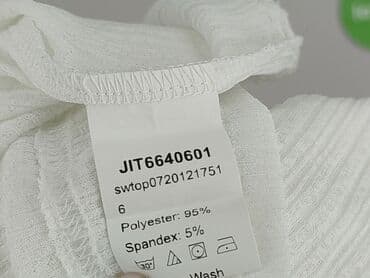 JIT6640601
swtop0720121751
6
Polyester: 95%
Spandex: 5%
30°
Wash